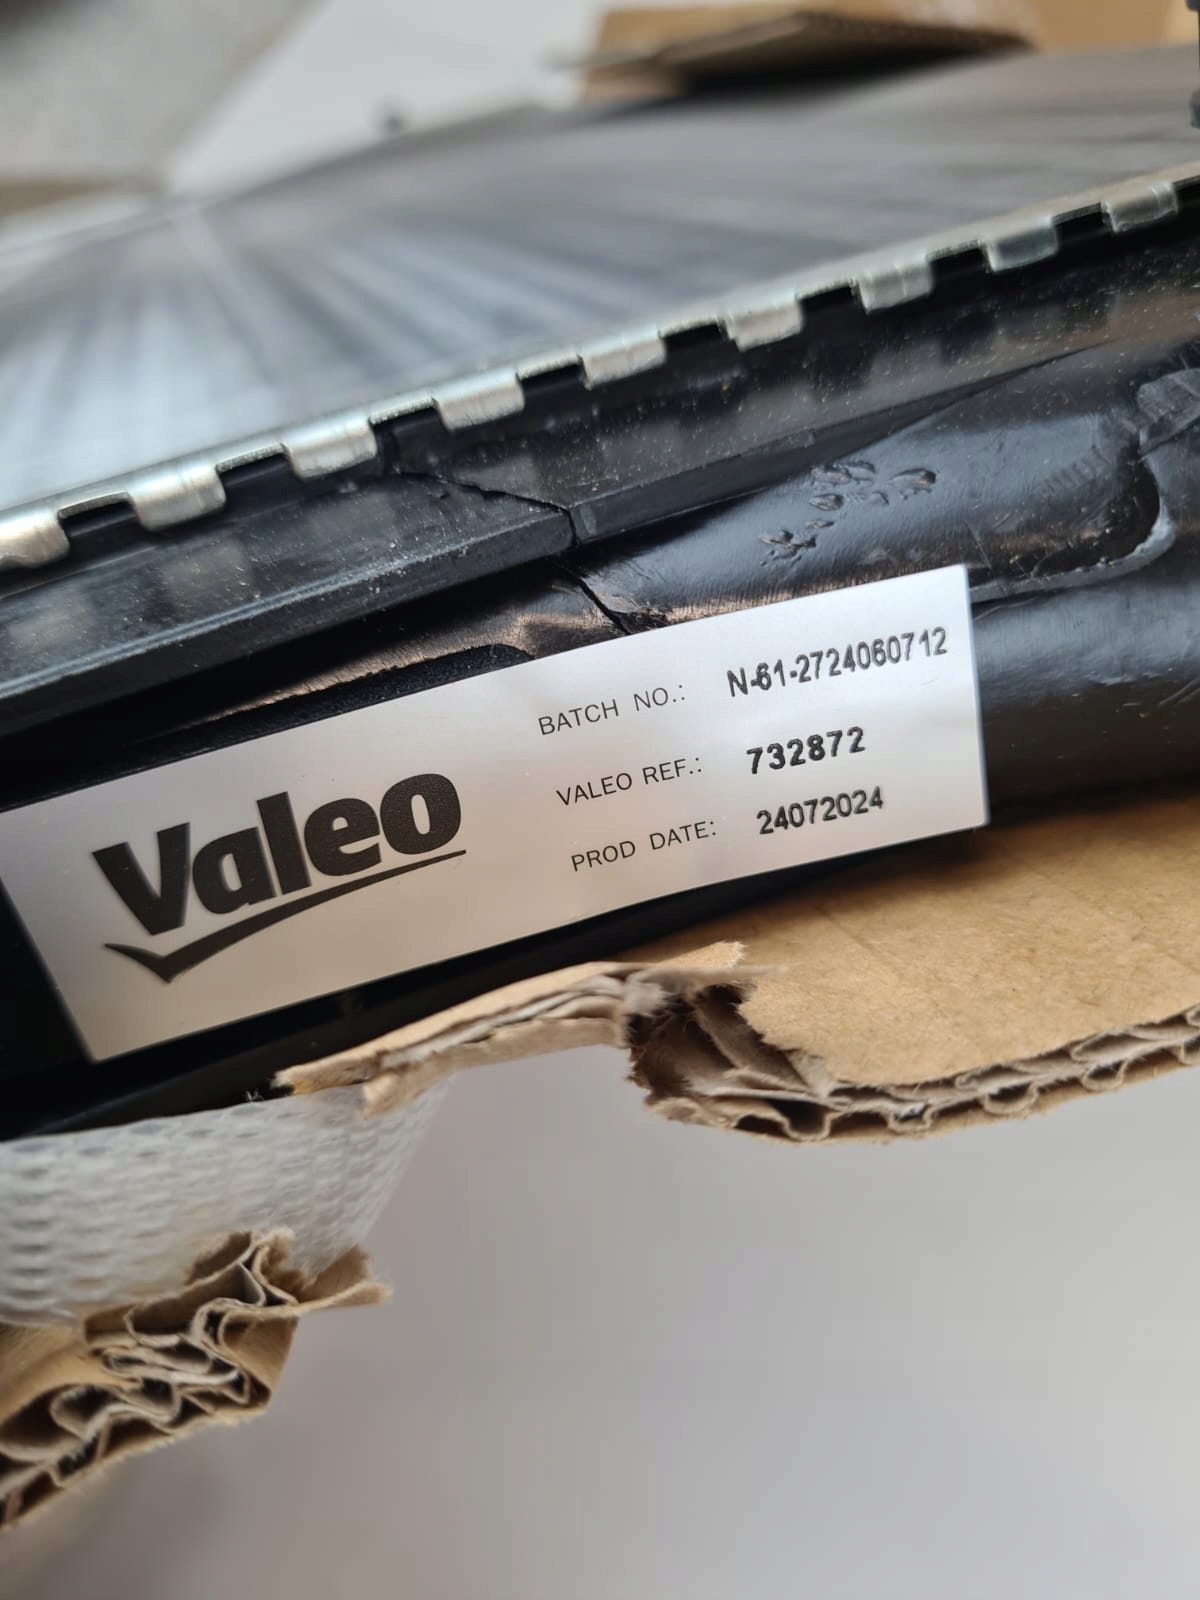 Valeo
BATCH NO.: N-61-2724060712
VALEO REF.: 732872
PROD DATE: 24072024